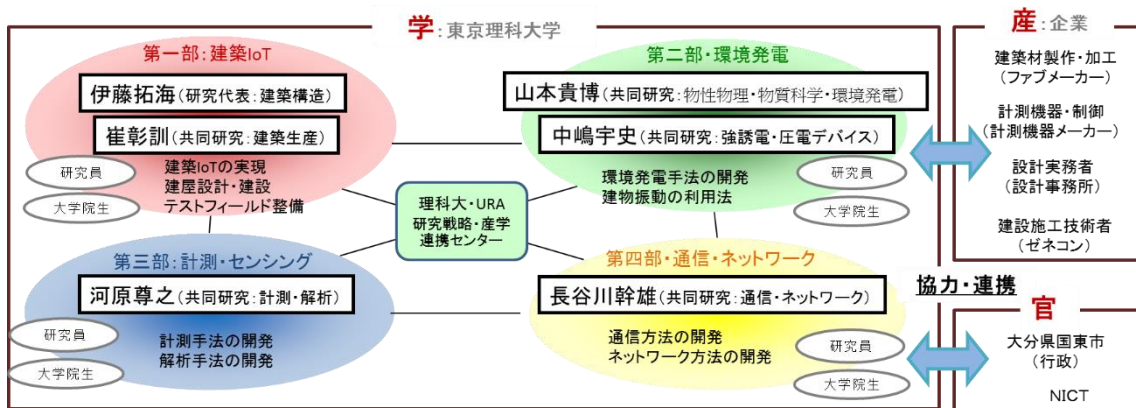 学:東京理科大学
第一部:建築IoT
伊藤拓海(研究代表:建築構造)
崔彰訓(共同研究:建築生産)
研究員
大学院生
建築IoTの実現
建屋設計・建設
テストフィールド整備
第二部・環境発電
山本貴博(共同研究:物性物理・物質科学・環境発電)
中嶋宇史(共同研究:強誘電・圧電デバイス)
環境発電手法の開発
建物振動の利用法
研究員
大学院生
理科大・URA
研究戦略・産学
連携センター
第三部:計測・センシング
河原尊之(共同研究:計測・解析)
研究員
大学院生
計測手法の開発
解析手法の開発
第四部・通信・ネットワーク
長谷川幹雄(共同研究:通信・ネットワーク)
通信方法の開発
ネットワーク方法の開発
研究員
大学院生
産:企業
建築材製作・加工
(ファブメーカー)
計測機器・制御
(計測機器メーカー)
設計実務者
(設計事務所)
建設施工技術者
(ゼネコン)
協力・連携
官
大分県国東市
(行政)
NICT